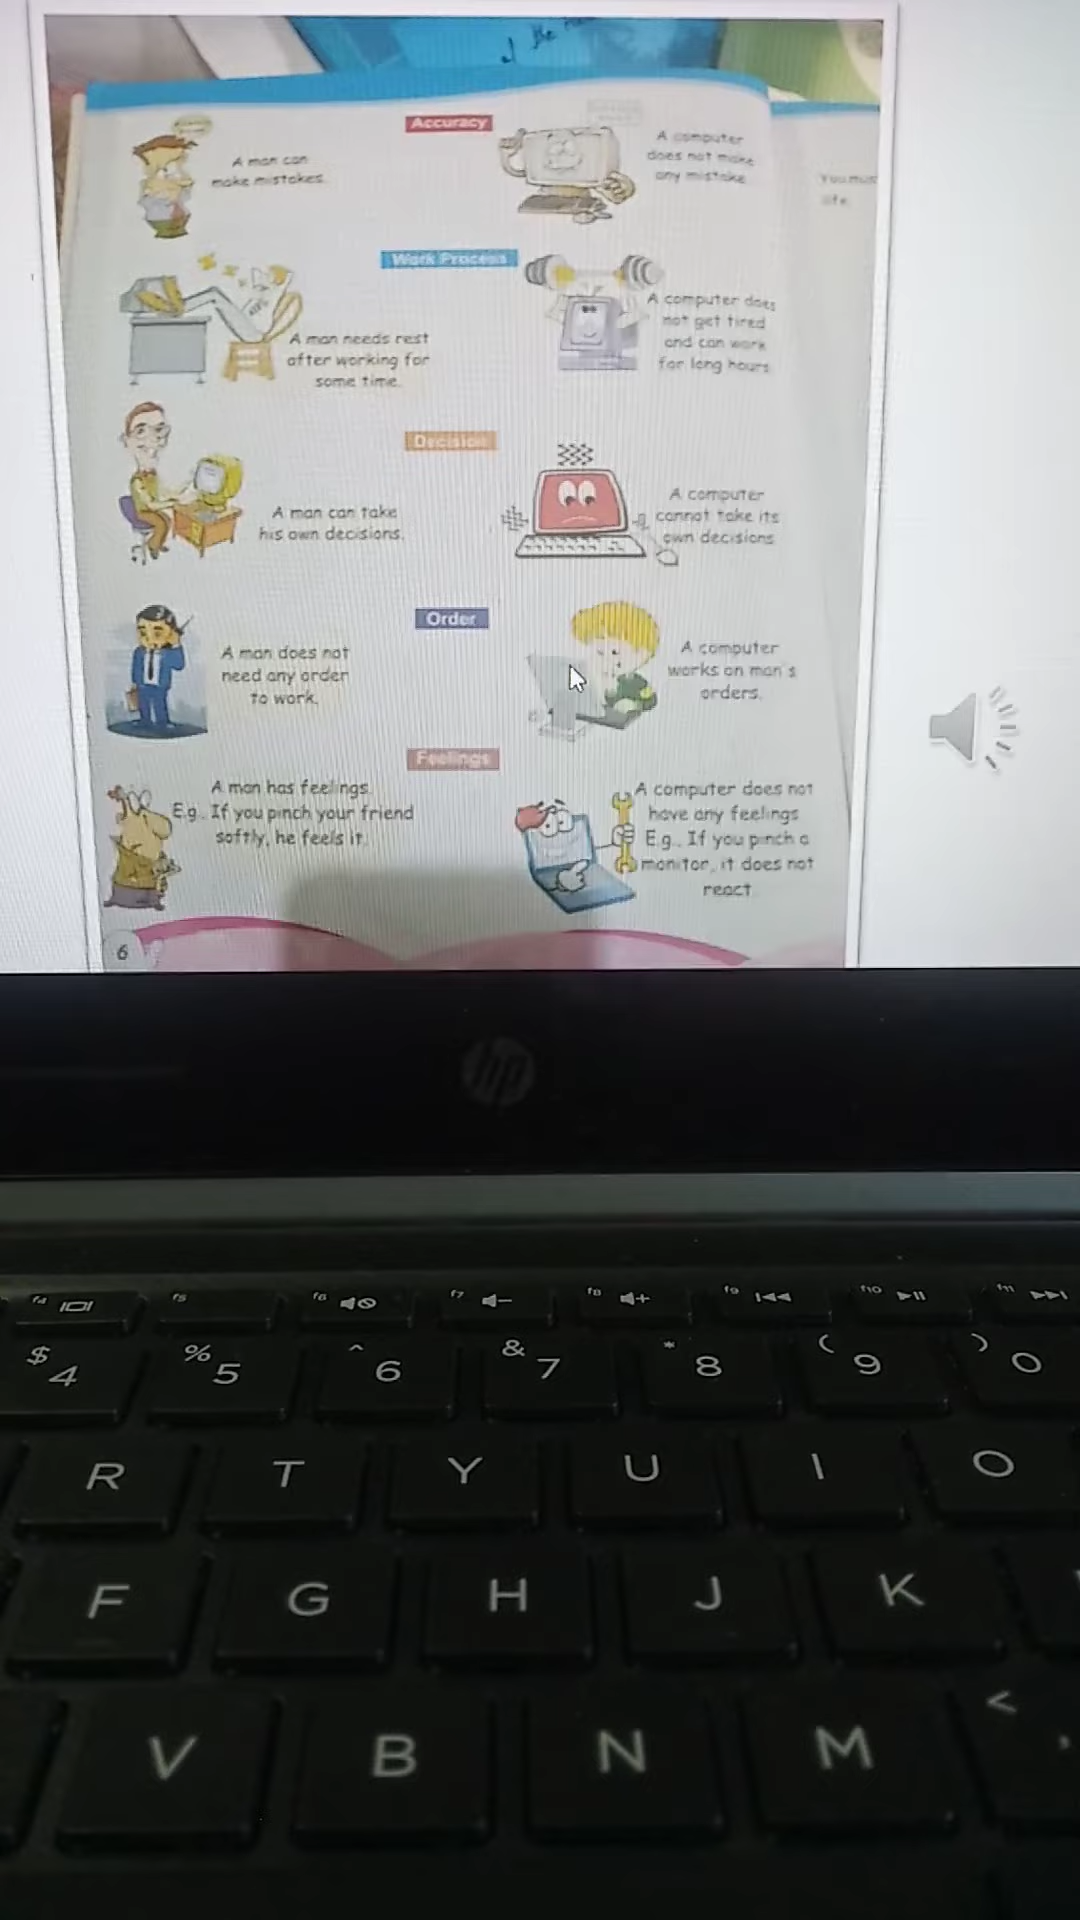 Accuracy
A man can
make mistakes.
A computer
does not make
any mistake
You mus
life
Work Process
A man needs rest
after working for
some time.
A computer does
not get tired
and can work
for long hours
Decision
A man can take
his own decisions.
A computer
cannot take its
own decisions
Order
A man does not
need any order
to work.
A computer
works on man's
orders.
Feelings
A man has feelings.
E.g., If you pinch your friend
softly, he feels it.
A computer does not
have any feelings
E.g., If you pinch a
monitor, it does not
react
6
hp
f4 f5 f6 f7 f8 f9 f10 f11
$ % ^ & * ( )
4 5 6 7 8 9 0
R T Y U I O
F G H J K
<
V B N M ,